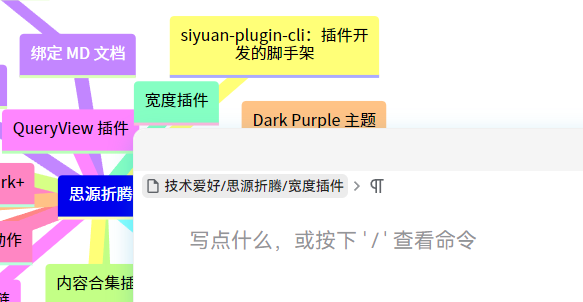 siyuan-plugin-cli：插件开
发的脚手架
绑定 MD 文档
宽度插件
Dark Purple 主题
QueryView 插件
rk+
思源折腾
技术爱好/思源折腾/宽度插件
动作
写点什么，或按下 '/' 查看命令
内容合集插
链